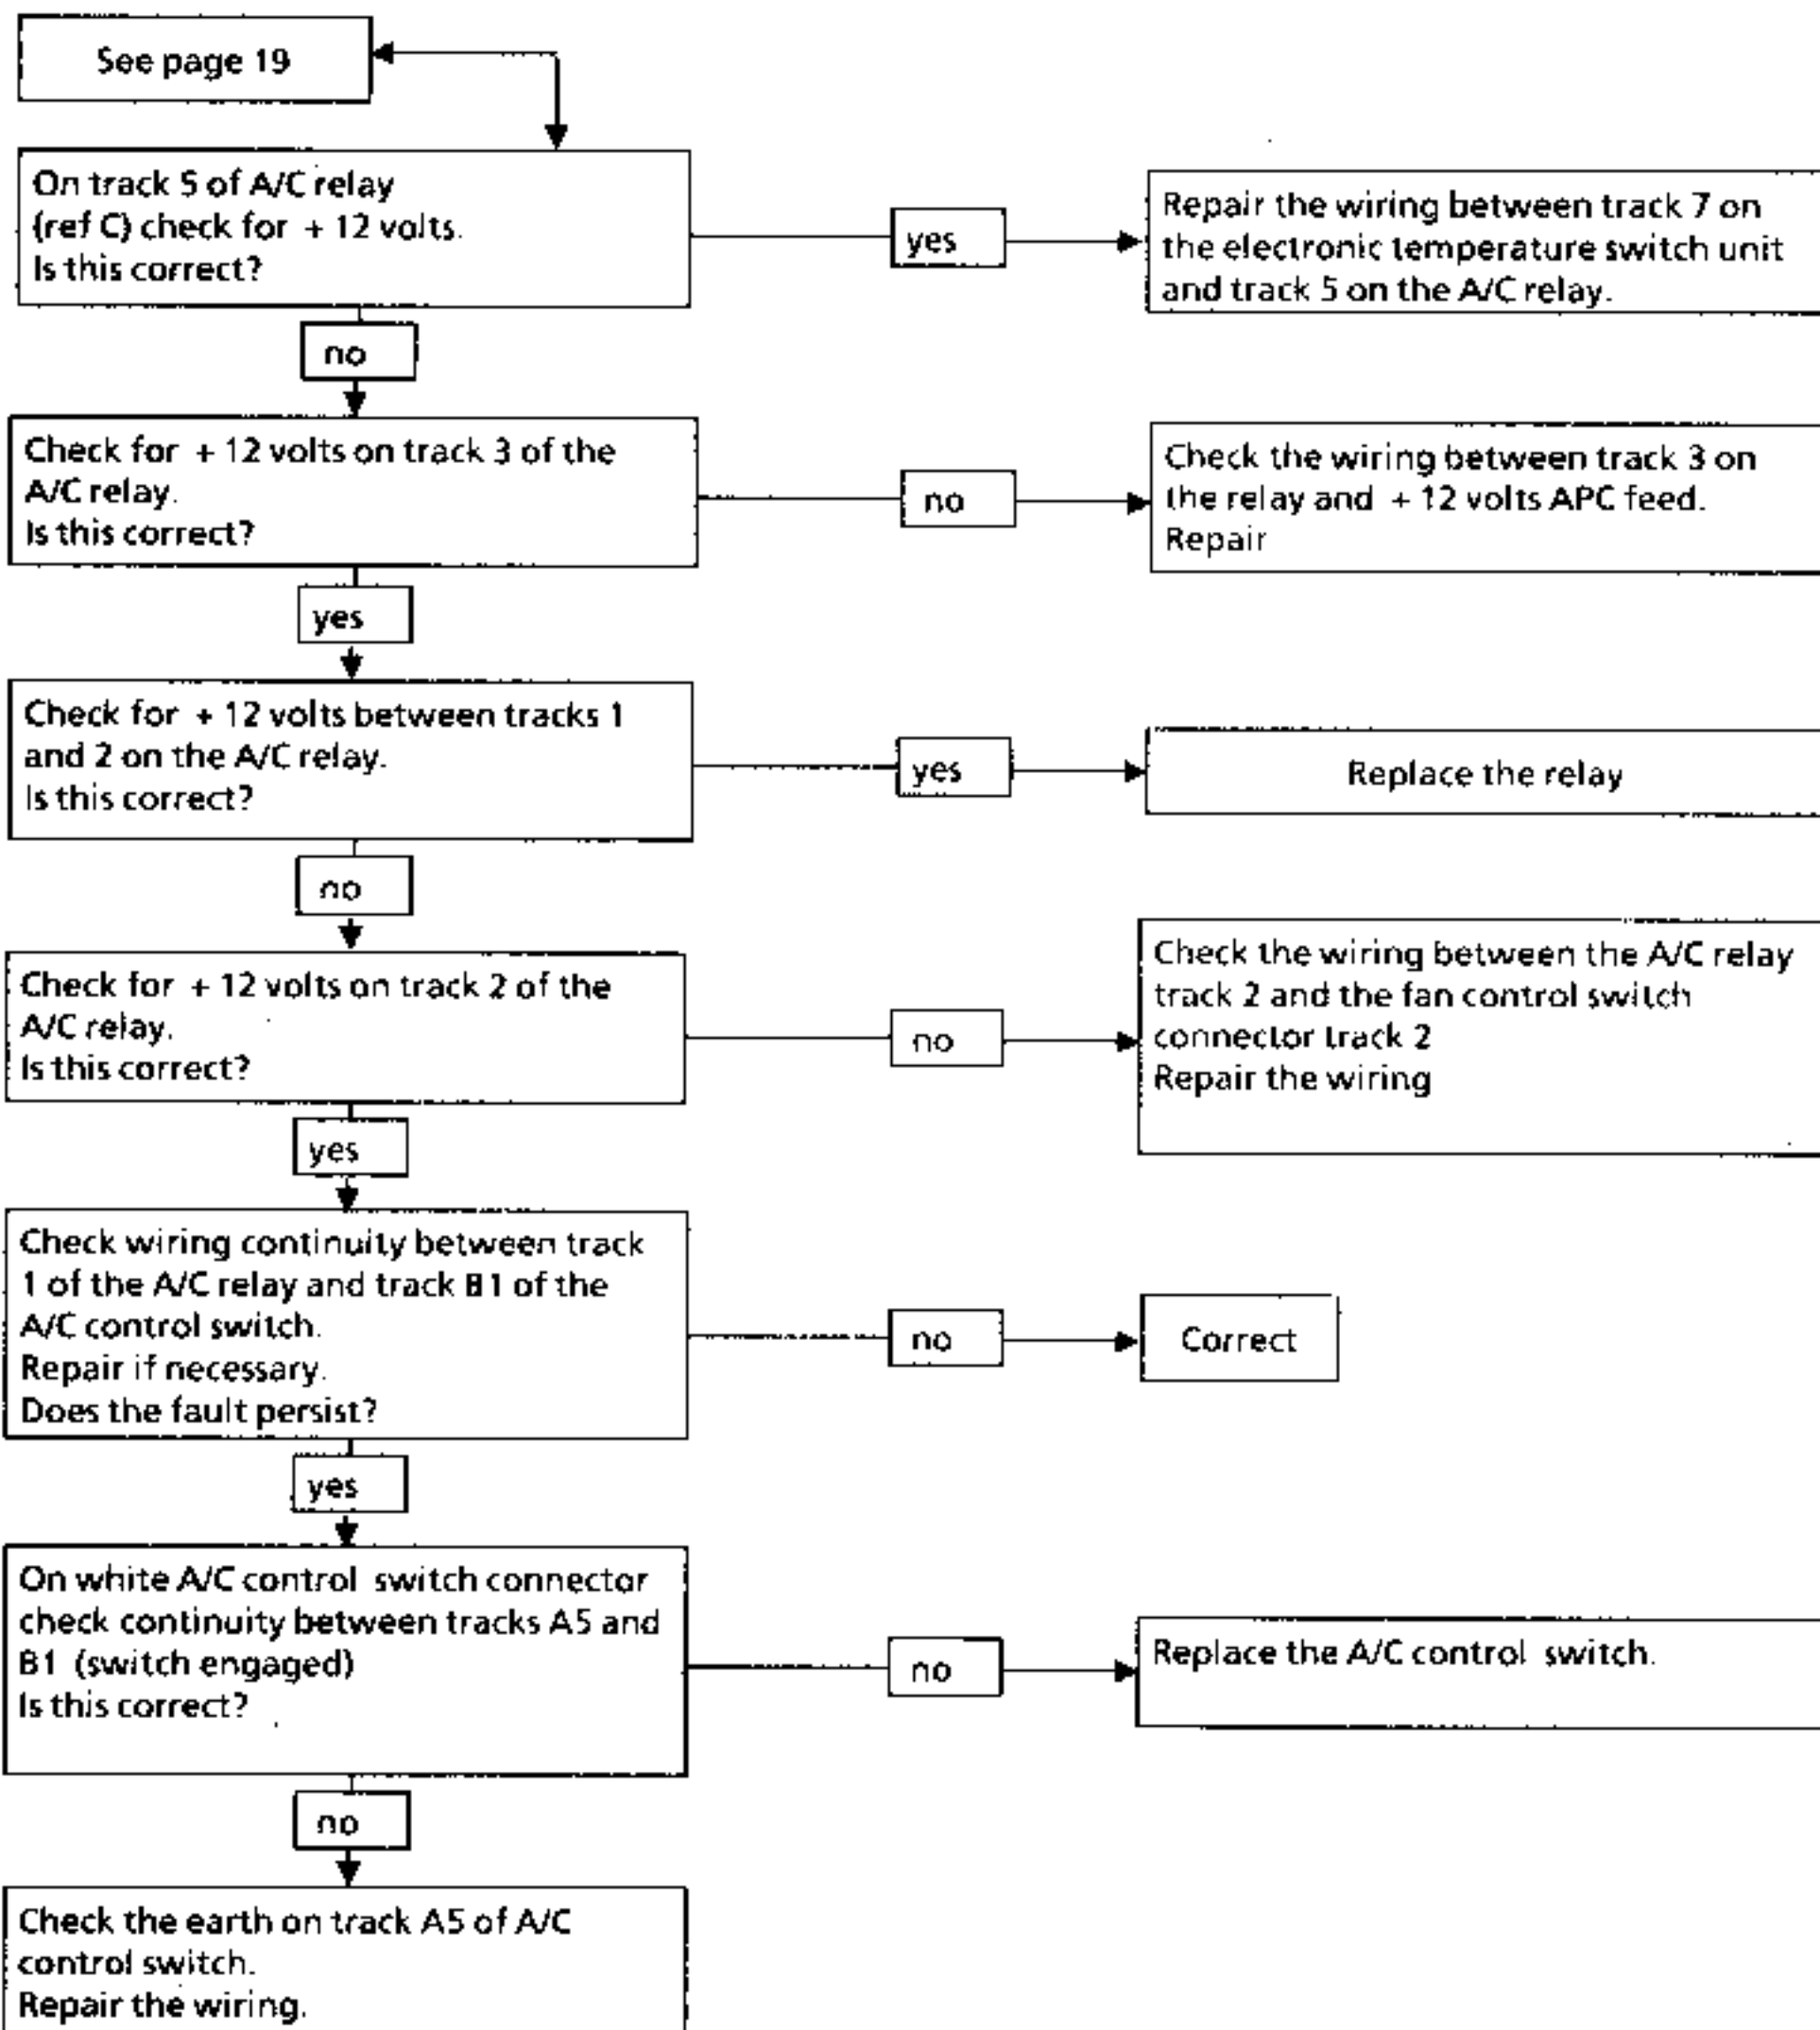 See page 19
On track 5 of A/C relay
(ref C) check for + 12 volts.
Is this correct?
yes
Repair the wiring between track 7 on
the electronic temperature switch unit
and track 5 on the A/C relay.
no
Check for + 12 volts on track 3 of the
A/C relay.
Is this correct?
no
Check the wiring between track 3 on
the relay and + 12 volts APC feed.
Repair
yes
Check for + 12 volts between tracks 1
and 2 on the A/C relay.
Is this correct?
yes
Replace the relay
no
Check for + 12 volts on track 2 of the
A/C relay.
Is this correct?
no
Check the wiring between the A/C relay
track 2 and the fan control switch
connector track 2
Repair the wiring
yes
Check wiring continuity between track
1 of the A/C relay and track B1 of the
A/C control switch.
Repair if necessary.
Does the fault persist?
no
Correct
yes
On white A/C control switch connector
check continuity between tracks A5 and
B1 (switch engaged)
Is this correct?
no
Replace the A/C control switch.
no
Check the earth on track A5 of A/C
control switch.
Repair the wiring.